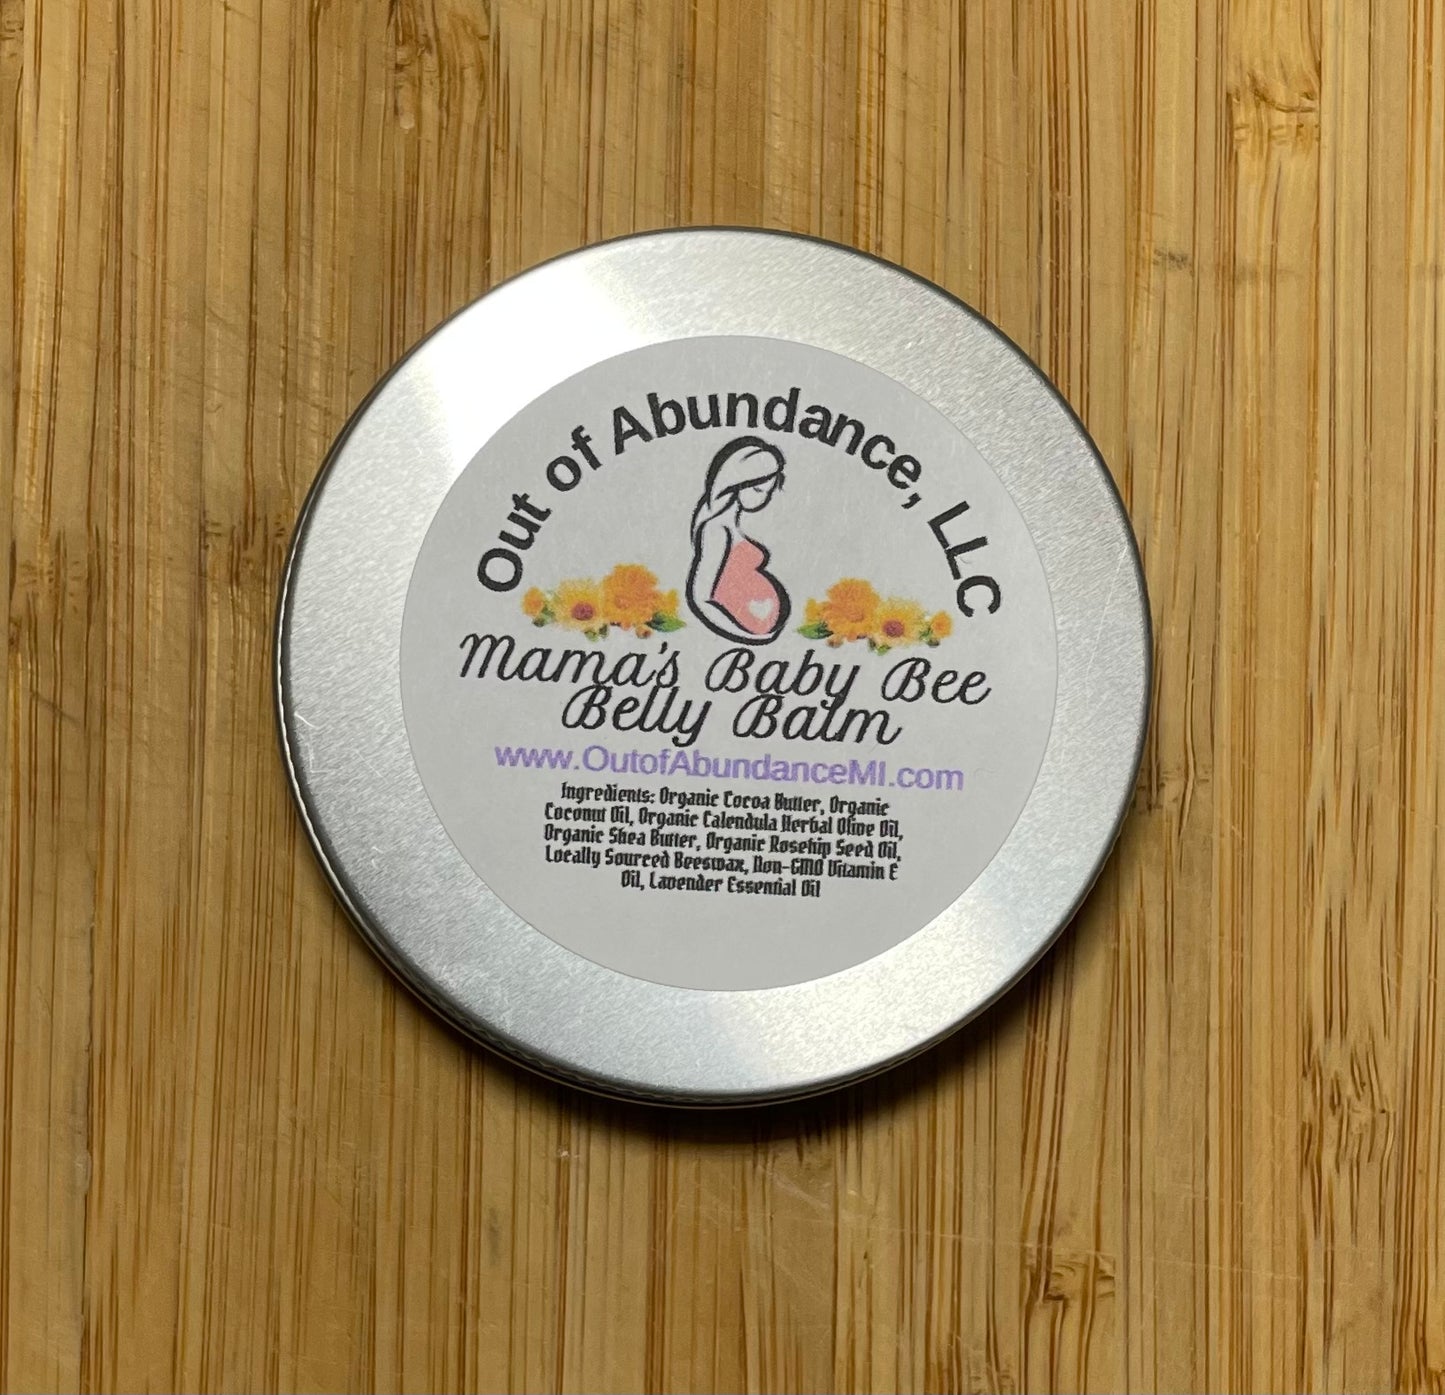 Out of Abundance, LLC
Mama's Baby Bee
Belly Balm
www.OutofAbundanceMI.com
Ingredients: Organic Cocoa Butter, Organic
Coconut Oil, Organic Calendula Herbal Olive Oil,
Organic Shea Butter, Organic Rosehip Seed Oil,
Locally Sourced Beeswax, Non-GMO Vitamin E
Oil, Lavender Essential Oil